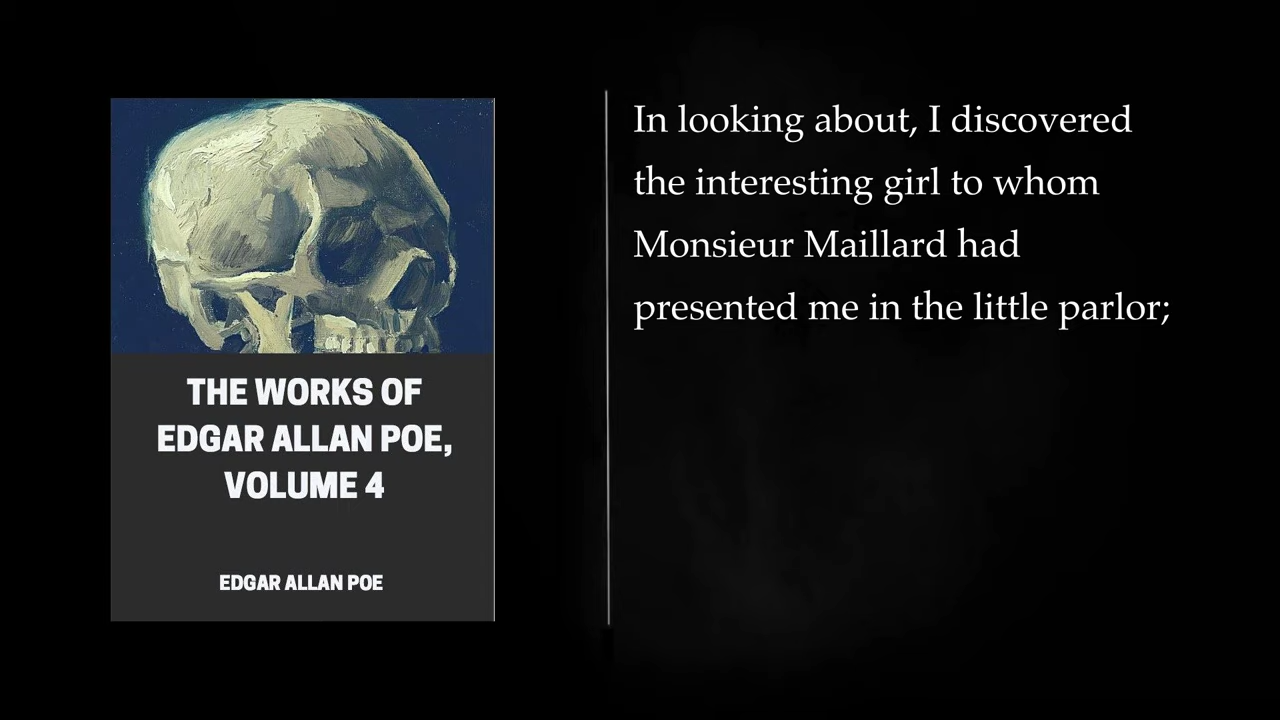 THE WORKS OF
EDGAR ALLAN POE,
VOLUME 4
EDGAR ALLAN POE
In looking about, I discovered
the interesting girl to whom
Monsieur Maillard had
presented me in the little parlor;